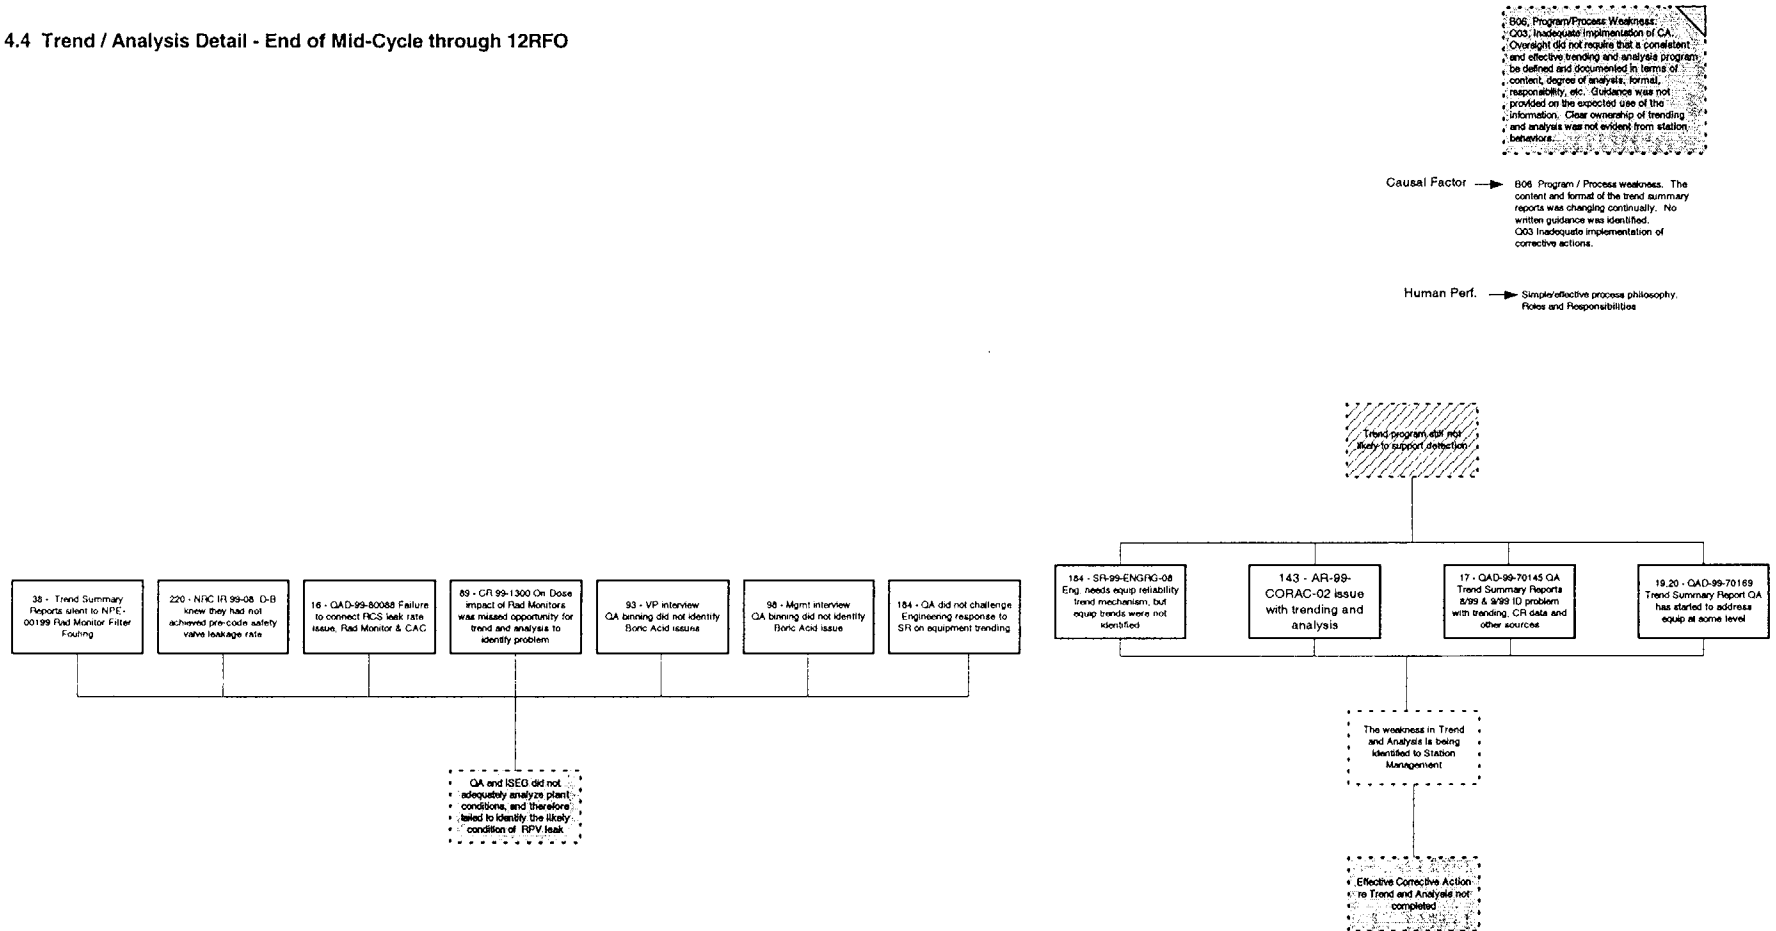 4.4 Trend / Analysis Detail - End of Mid-Cycle through 12RFO
B06, Program/Process Weakness.
Q03, Inadequate Implmentation of CA.
Oversight did not require that a consistent
and effective trending and analysis program
be defined and documented in terms of
content, degree of analysis, format,
responsibility, etc. Guidance was not
provided on the expected use of the
information. Clear ownership of trending
and analysis was not evident from station
behaviors.
Causal Factor
B06 Program / Process weakness. The
content and format of the trend summary
reports was changing continually. No
written guidance was identified.
Q03 Inadequate implementation of
corrective actions.
Human Perf.
Simple/effective process philosophy.
Roles and Responsibilities
Trend program still not
likely to support detection
38 - Trend Summary
Reports silent to NPE-
00199 Rad Monitor Filter
Fouling
220 - NRC IR 99-08 D-B
knew they had not
achieved pre-code safety
valve leakage rate
16 - QAD-99-80088 Failure
to connect RCS leak rate
issue, Rad Monitor & CAC
89 - CR 99-1300 On Dose
impact of Rad Monitors
was missed opportunity for
trend and analysis to
identify problem
93 - VP interview
QA binning did not identify
Boric Acid issues
98 - Mgmt interview
QA binning did not identify
Boric Acid issue
184 - QA did not challenge
Engineering response to
SR on equipment trending
184 - SR-99-ENGRG-08
Eng. needs equip reliability
trend mechanism, but
equip trends were not
identified
143 - AR-99-
CORAC-02 issue
with trending and
analysis
17 - QAD-99-70145 QA
Trend Summary Reports
8/99 & 9/99 ID problem
with trending, CR data and
other sources
19,20 - QAD-99-70169
Trend Summary Report QA
has started to address
equip at some level
The weakness in Trend
and Analysis is being
identified to Station
Management
QA and ISEG did not
adequately analyze plant
conditions, and therefore
failed to identify the likely
condition of RPV leak
Effective Corrective Action
re Trend and Analysis not
completed